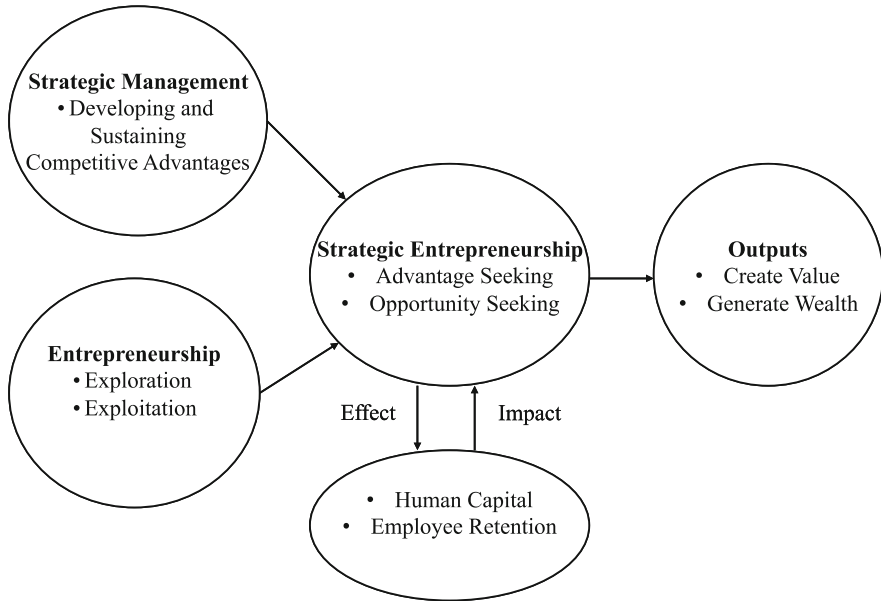 Strategic Management
• Developing and
Sustaining
Competitive Advantages
Entrepreneurship
• Exploration
• Exploitation
Strategic Entrepreneurship
• Advantage Seeking
• Opportunity Seeking
Outputs
• Create Value
• Generate Wealth
Effect
Impact
• Human Capital
• Employee Retention